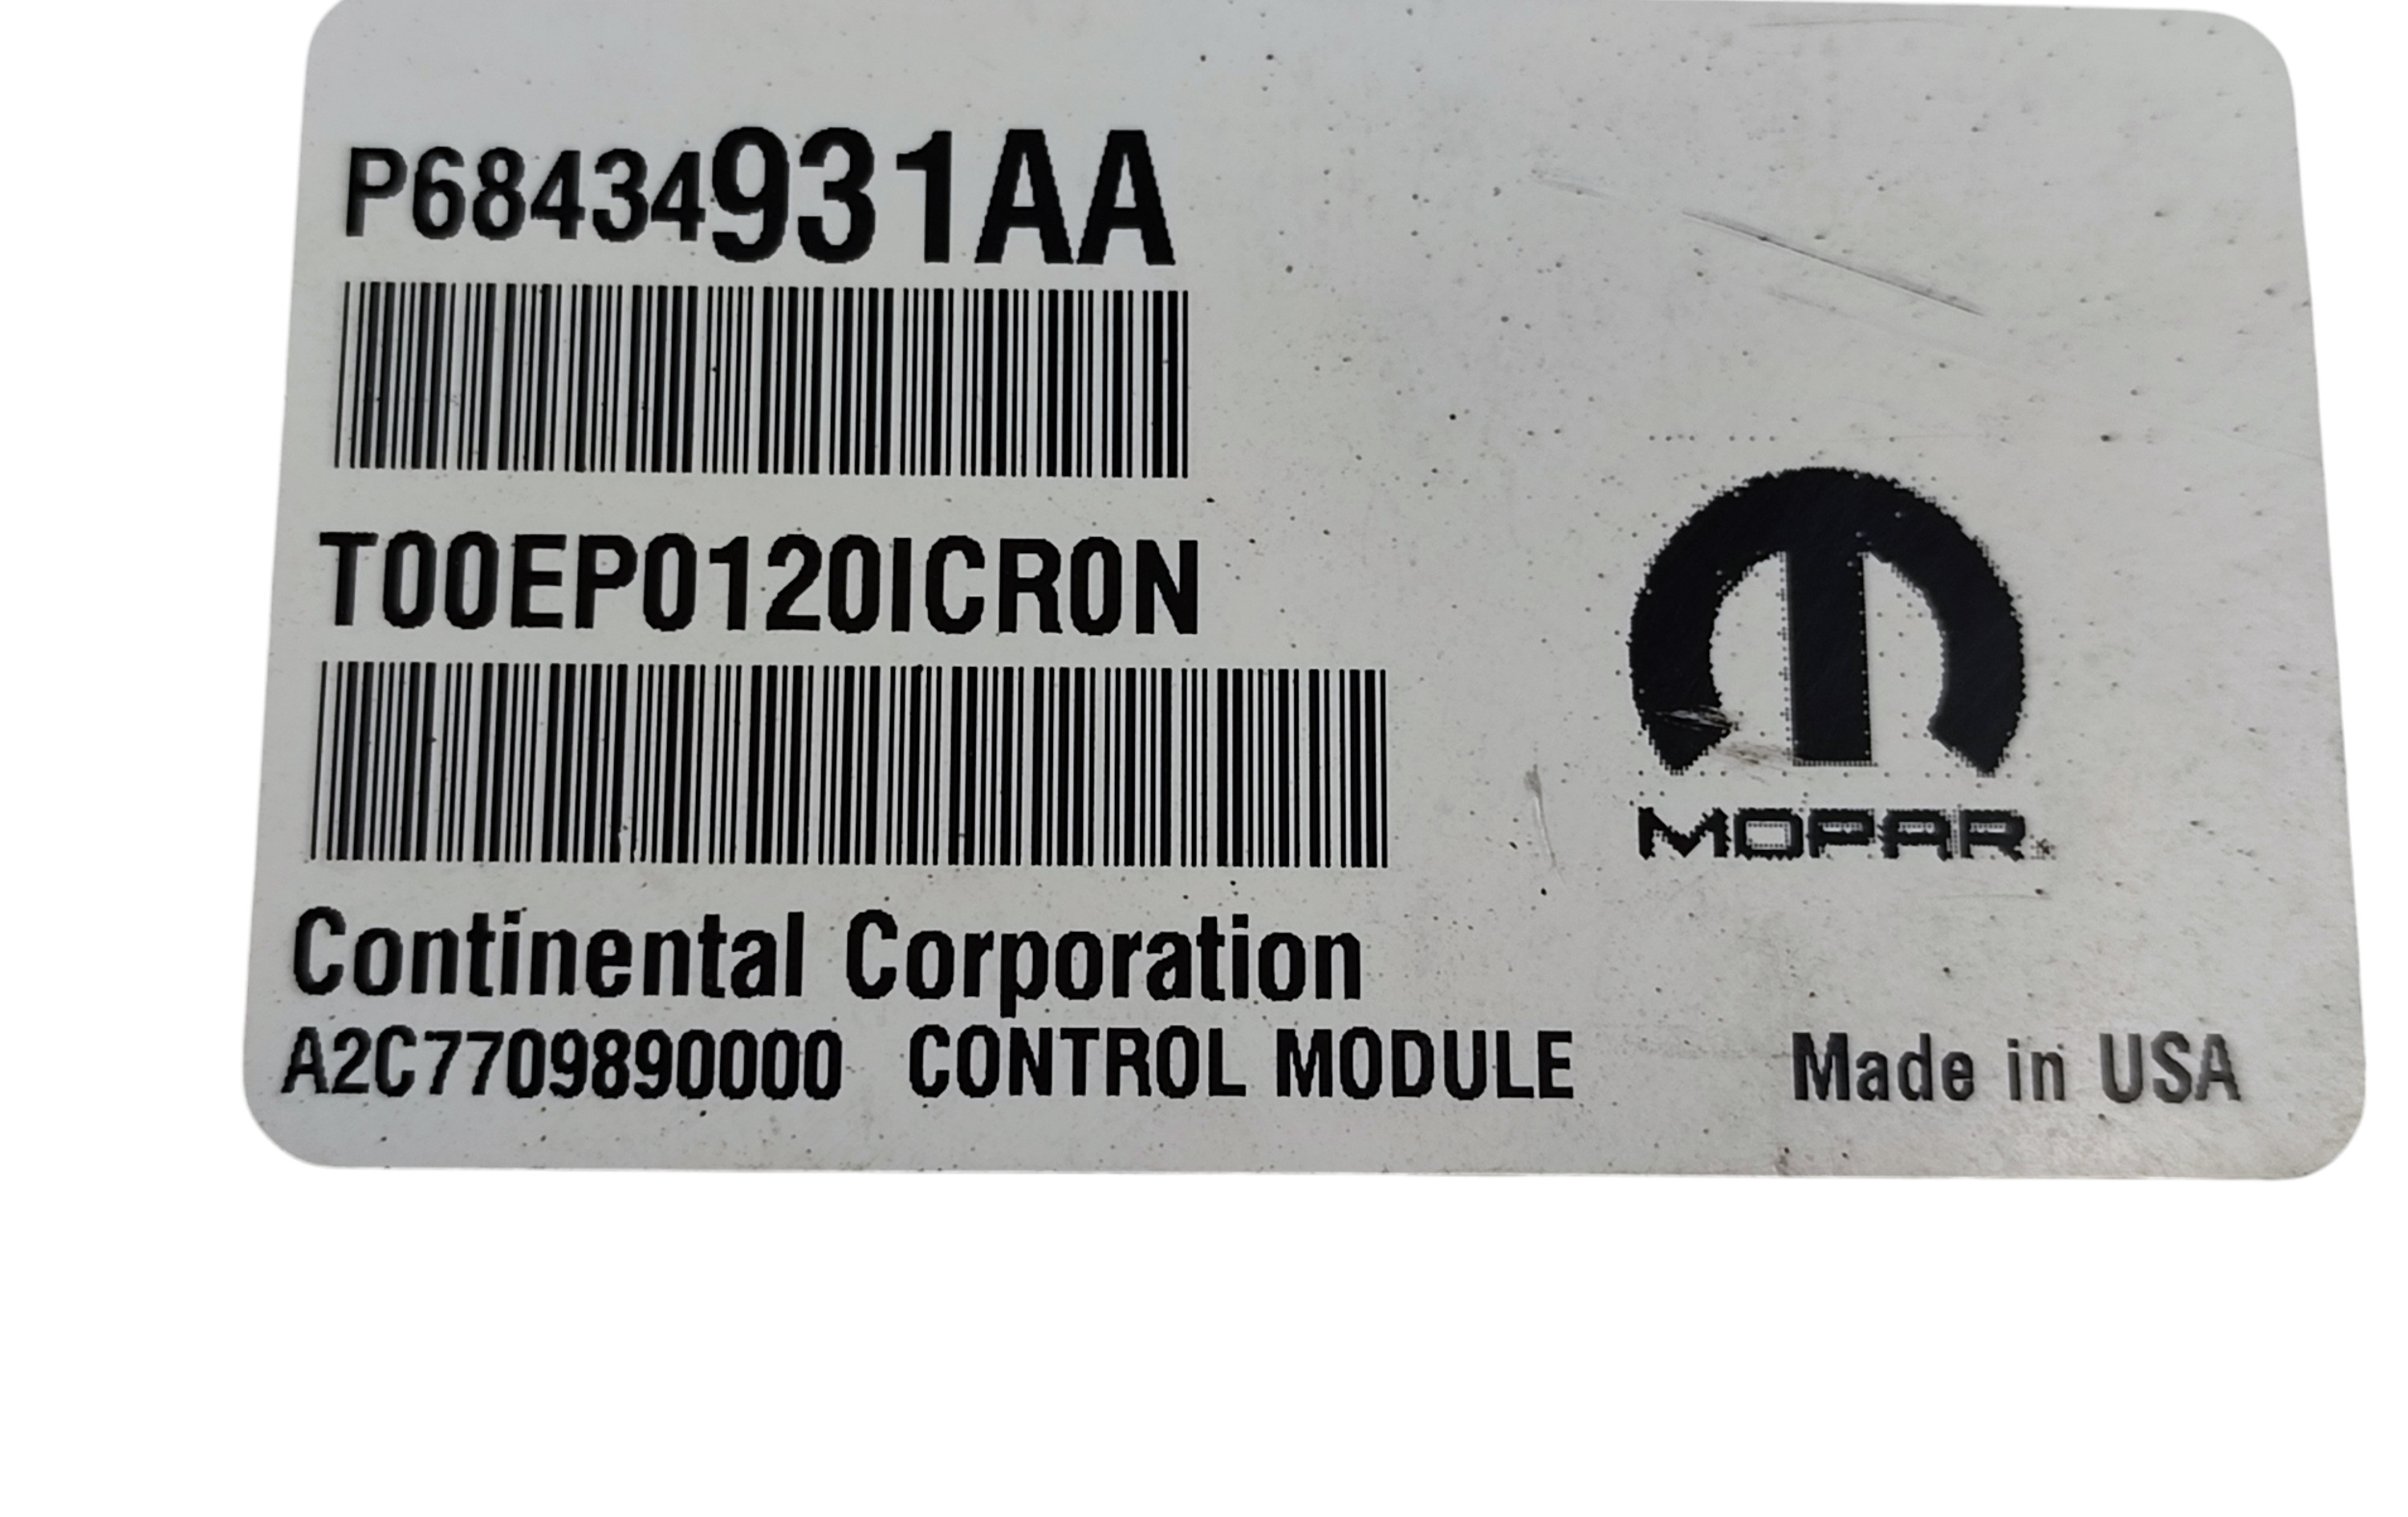 P68434931AA
T00EP0120ICR0N
Continental Corporation
A2C7709890000 CONTROL MODULE
MOPAR
Made in USA